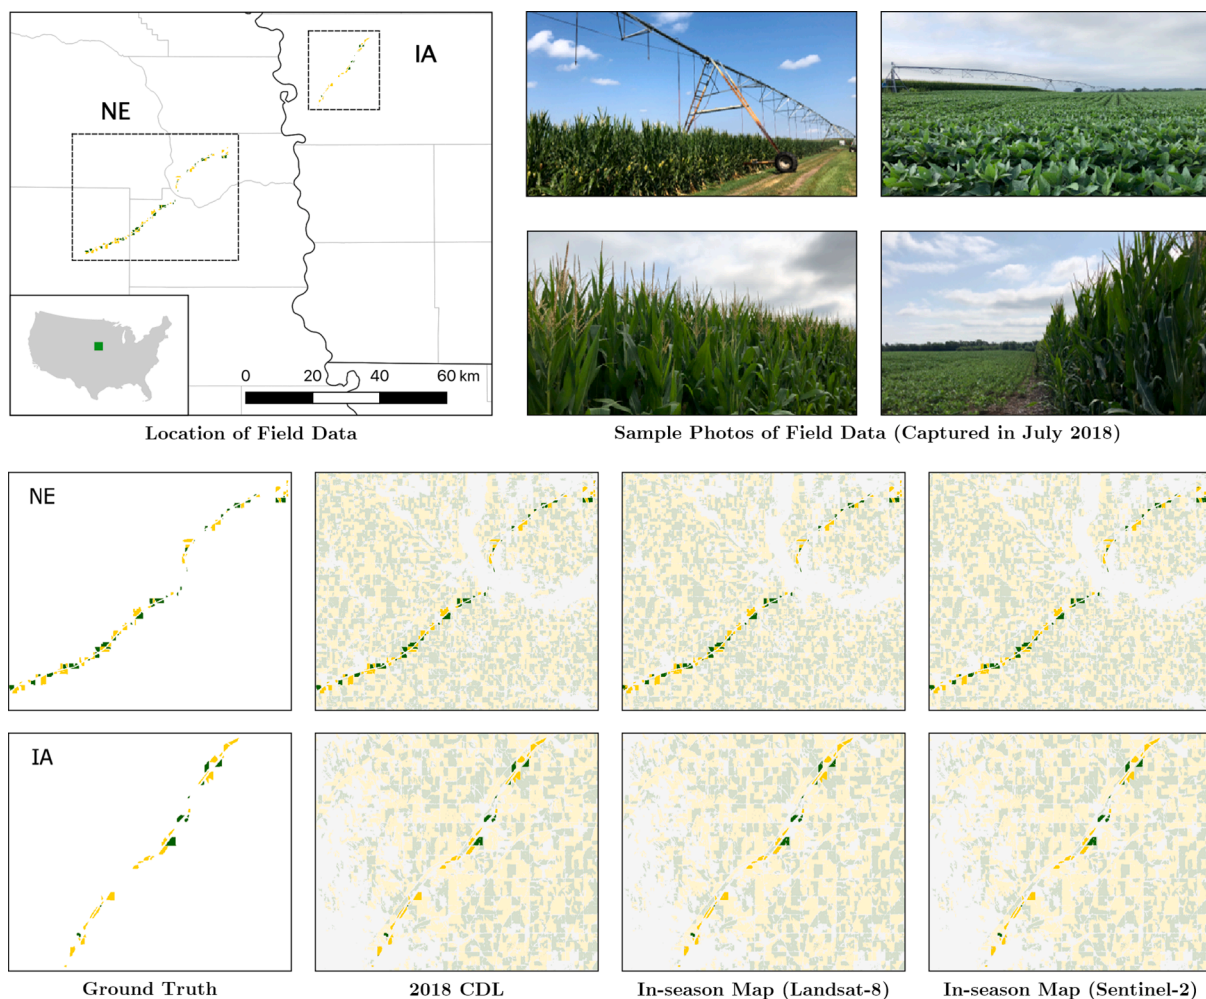 IA
NE
0 20 40 60 km
Location of Field Data
Sample Photos of Field Data (Captured in July 2018)
NE
IA
Ground Truth
2018 CDL
In-season Map (Landsat-8)
In-season Map (Sentinel-2)